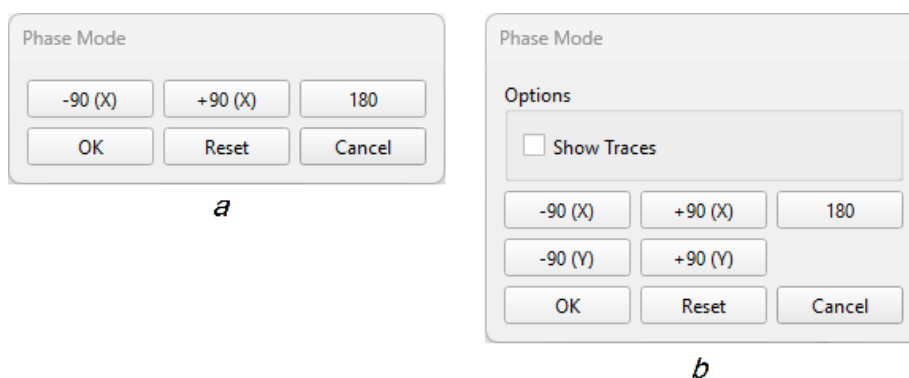 Phase Mode
-90 (X) +90 (X) 180
OK Reset Cancel
a
Phase Mode
Options
Show Traces
-90 (X) +90 (X) 180
-90 (Y) +90 (Y)
OK Reset Cancel
b